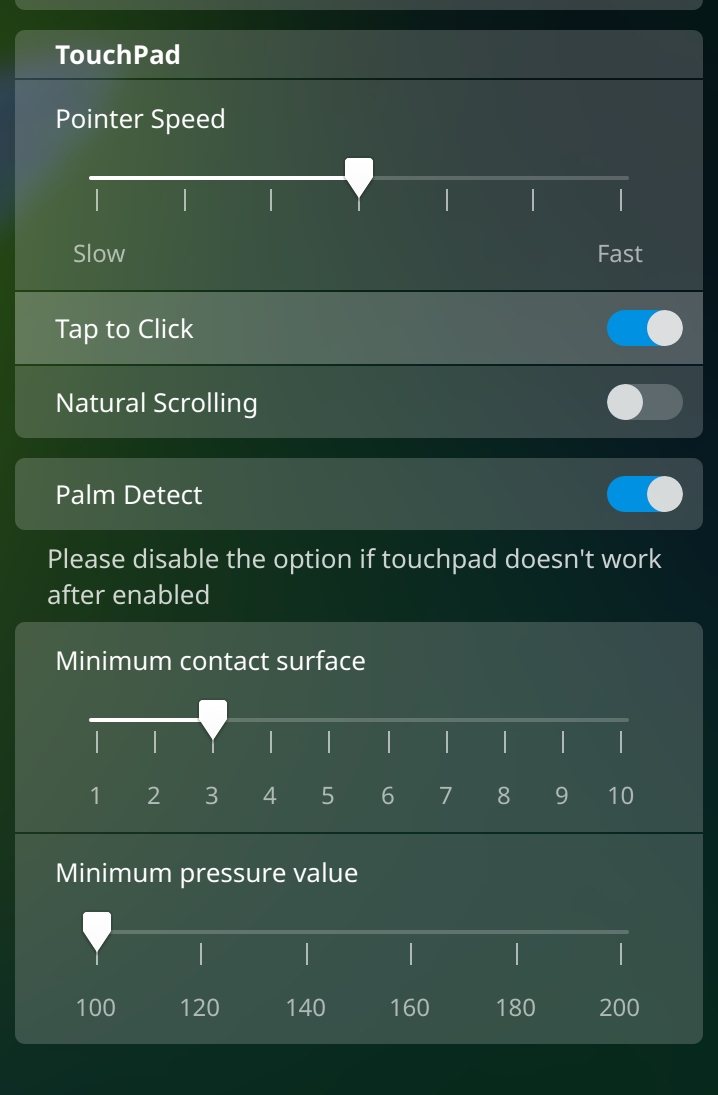 TouchPad
Pointer Speed
Slow Fast
Tap to Click
Natural Scrolling
Palm Detect
Please disable the option if touchpad doesn't work
after enabled
Minimum contact surface
1 2 3 4 5 6 7 8 9 10
Minimum pressure value
100 120 140 160 180 200